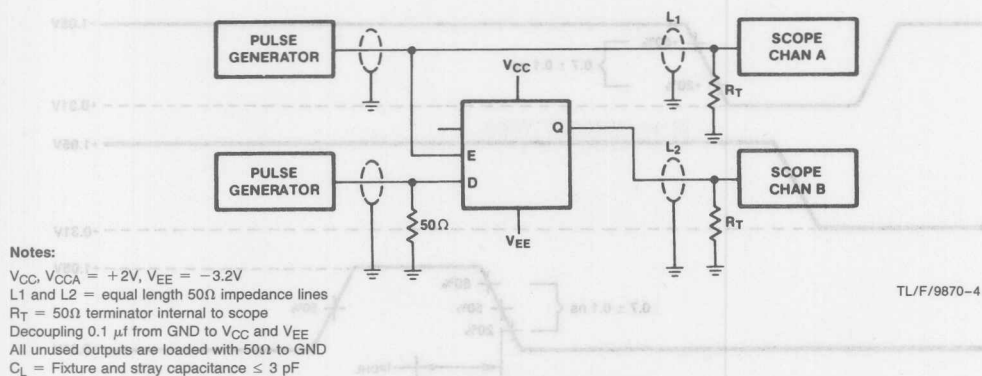 PULSE GENERATOR
L1
SCOPE CHAN A
VCC
RT
Q
E
D
PULSE GENERATOR
L2
SCOPE CHAN B
50Ω
RT
VEE
Notes:
VCC, VCCA = +2V, VEE = −3.2V
L1 and L2 = equal length 50Ω impedance lines
RT = 50Ω terminator internal to scope
Decoupling 0.1 μf from GND to VCC and VEE
All unused outputs are loaded with 50Ω to GND
CL = Fixture and stray capacitance ≤ 3 pF
TL/F/9870–4